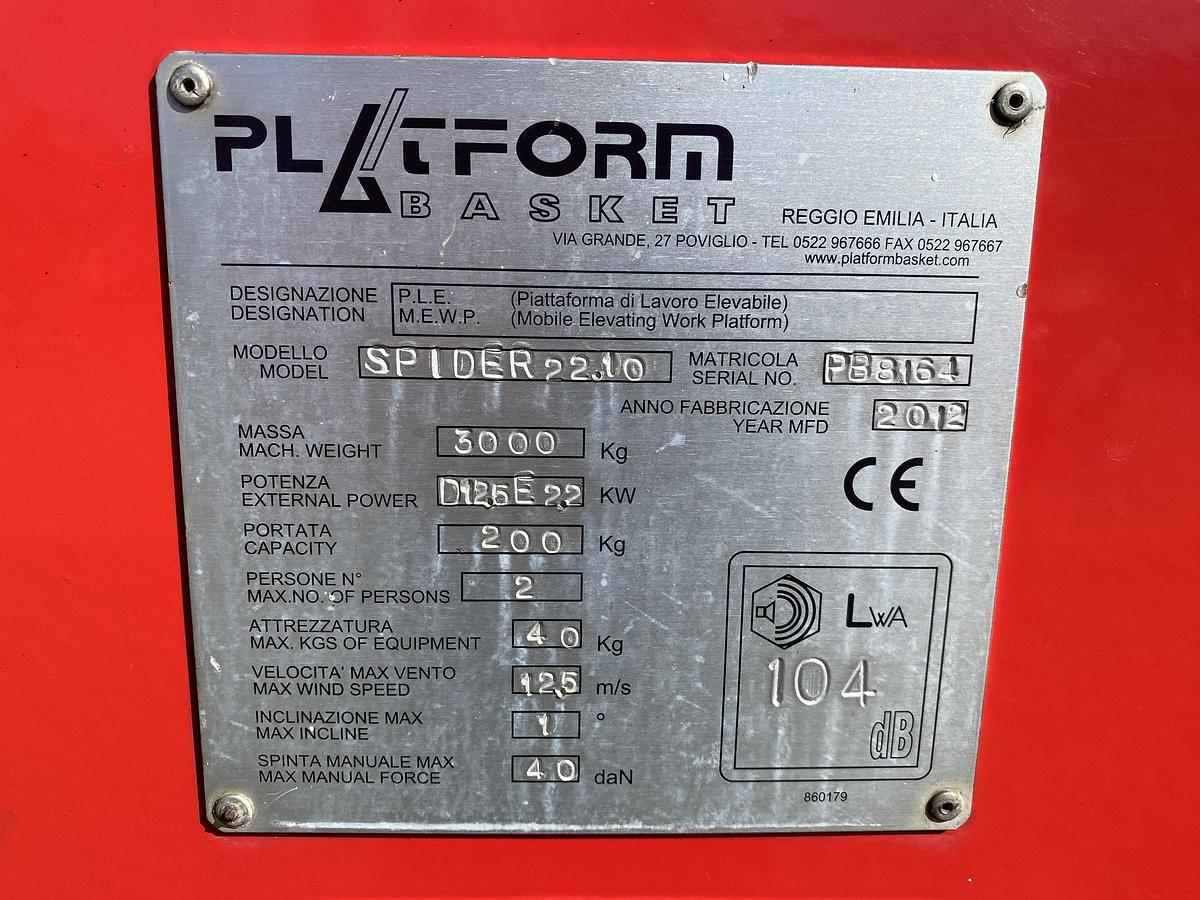 PLATFORM
BASKET
REGGIO EMILIA - ITALIA
VIA GRANDE, 27 POVIGLIO - TEL 0522 967666 FAX 0522 967667
www.platformbasket.com
DESIGNAZIONE P.L.E. (Piattaforma di Lavoro Elevabile)
DESIGNATION M.E.W.P. (Mobile Elevating Work Platform)
MODELLO SPIDER 22.10 MATRICOLA PB8164
MODEL SERIAL NO.
ANNO FABBRICAZIONE 2012
YEAR MFD
MASSA 3000 Kg
MACH. WEIGHT
POTENZA D12,5E2,2 KW
EXTERNAL POWER
PORTATA 200 Kg
CAPACITY
PERSONE N° 2
MAX.NO. OF PERSONS
ATTREZZATURA 40 Kg
MAX. KGS OF EQUIPMENT
VELOCITA' MAX VENTO 12,5 m/s
MAX WIND SPEED
INCLINAZIONE MAX 1 °
MAX INCLINE
SPINTA MANUALE MAX 40 daN
MAX MANUAL FORCE
CE
LWA
104
dB
860179